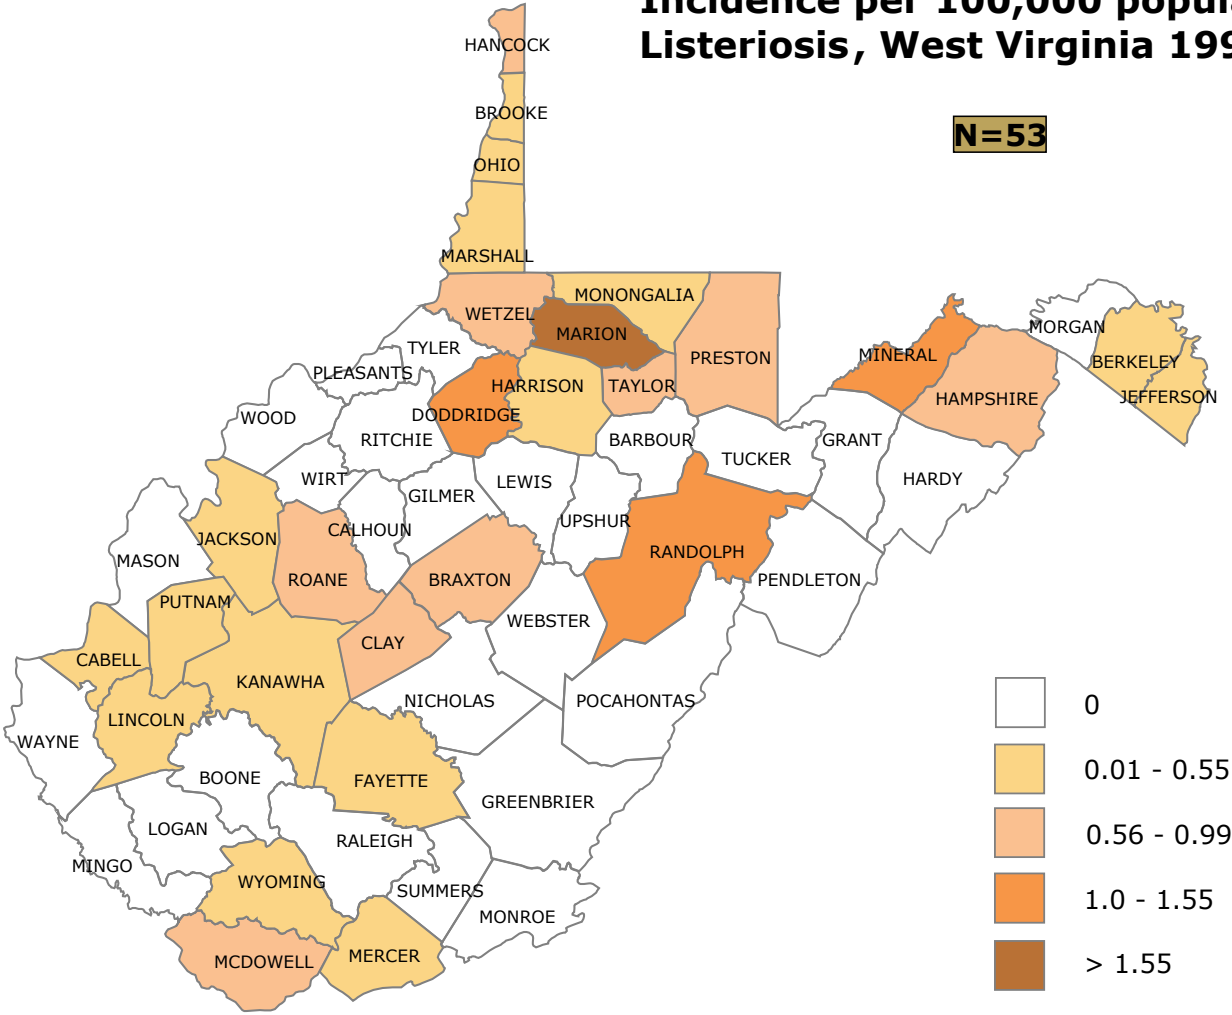 Incidence per 100,000
Listeriosis, West Virginia
N=53
HANCOCK
BROOKE
OHIO
MARSHALL
WETZEL
MONONGALIA
MARION
PRESTON
TYLER
PLEASANTS
HARRISON
TAYLOR
DODDRIDGE
MINERAL
MORGAN
BERKELEY
JEFFERSON
HAMPSHIRE
WOOD
RITCHIE
BARBOUR
TUCKER
GRANT
HARDY
WIRT
GILMER
LEWIS
CALHOUN
UPSHUR
JACKSON
MASON
ROANE
BRAXTON
RANDOLPH
PENDLETON
PUTNAM
WEBSTER
CLAY
CABELL
KANAWHA
NICHOLAS
POCAHONTAS
LINCOLN
WAYNE
BOONE
FAYETTE
GREENBRIER
LOGAN
RALEIGH
MINGO
WYOMING
SUMMERS
MONROE
MCDOWELL
MERCER
0
0.01 - 0.55
0.56 - 0.99
1.0 - 1.55
> 1.55